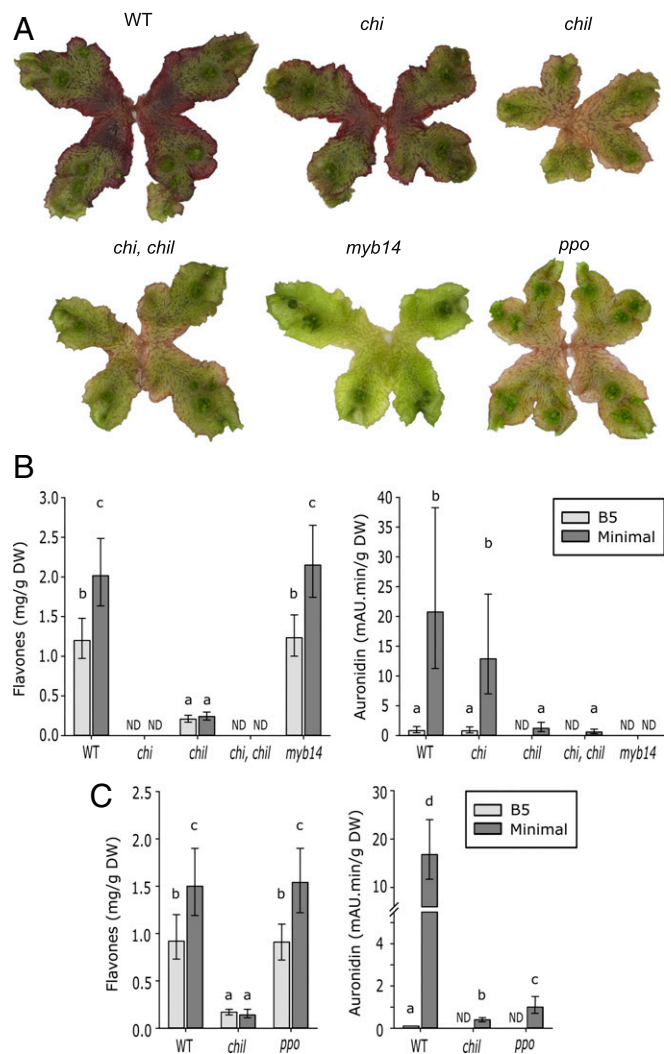 A
WT chi chil
chi, chil myb14 ppo
B
Flavones (mg/g DW)
3.0
2.5
2.0
1.5
1.0
0.5
0.0
b c ND ND a a ND ND b c
WT chi chil chi, chil myb14
Auronidin (mAU.min/g DW)
40
35
30
25
20
15
10
5
0
B5
Minimal
a b a b ND a ND a ND ND
WT chi chil chi, chil myb14
C
Flavones (mg/g DW)
2.5
2.0
1.5
1.0
0.5
0.0
b c a a b c
WT chil ppo
Auronidin (mAU.min/g DW)
30
20
10
4
2
0
B5
Minimal
a d ND b ND c
WT chil ppo